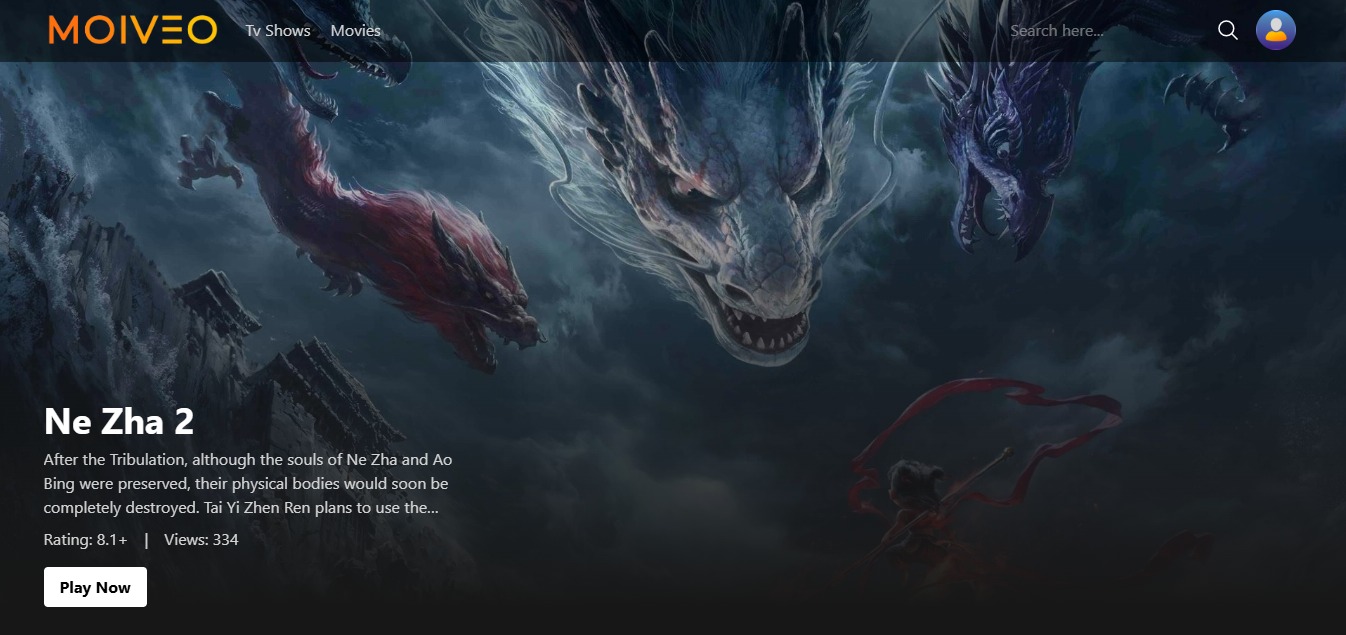 MOIVEO
Tv Shows
Movies
Search here...
Ne Zha 2
After the Tribulation, although the souls of Ne Zha and Ao
Bing were preserved, their physical bodies would soon be
completely destroyed. Tai Yi Zhen Ren plans to use the...
Rating: 8.1+ | Views: 334
Play Now